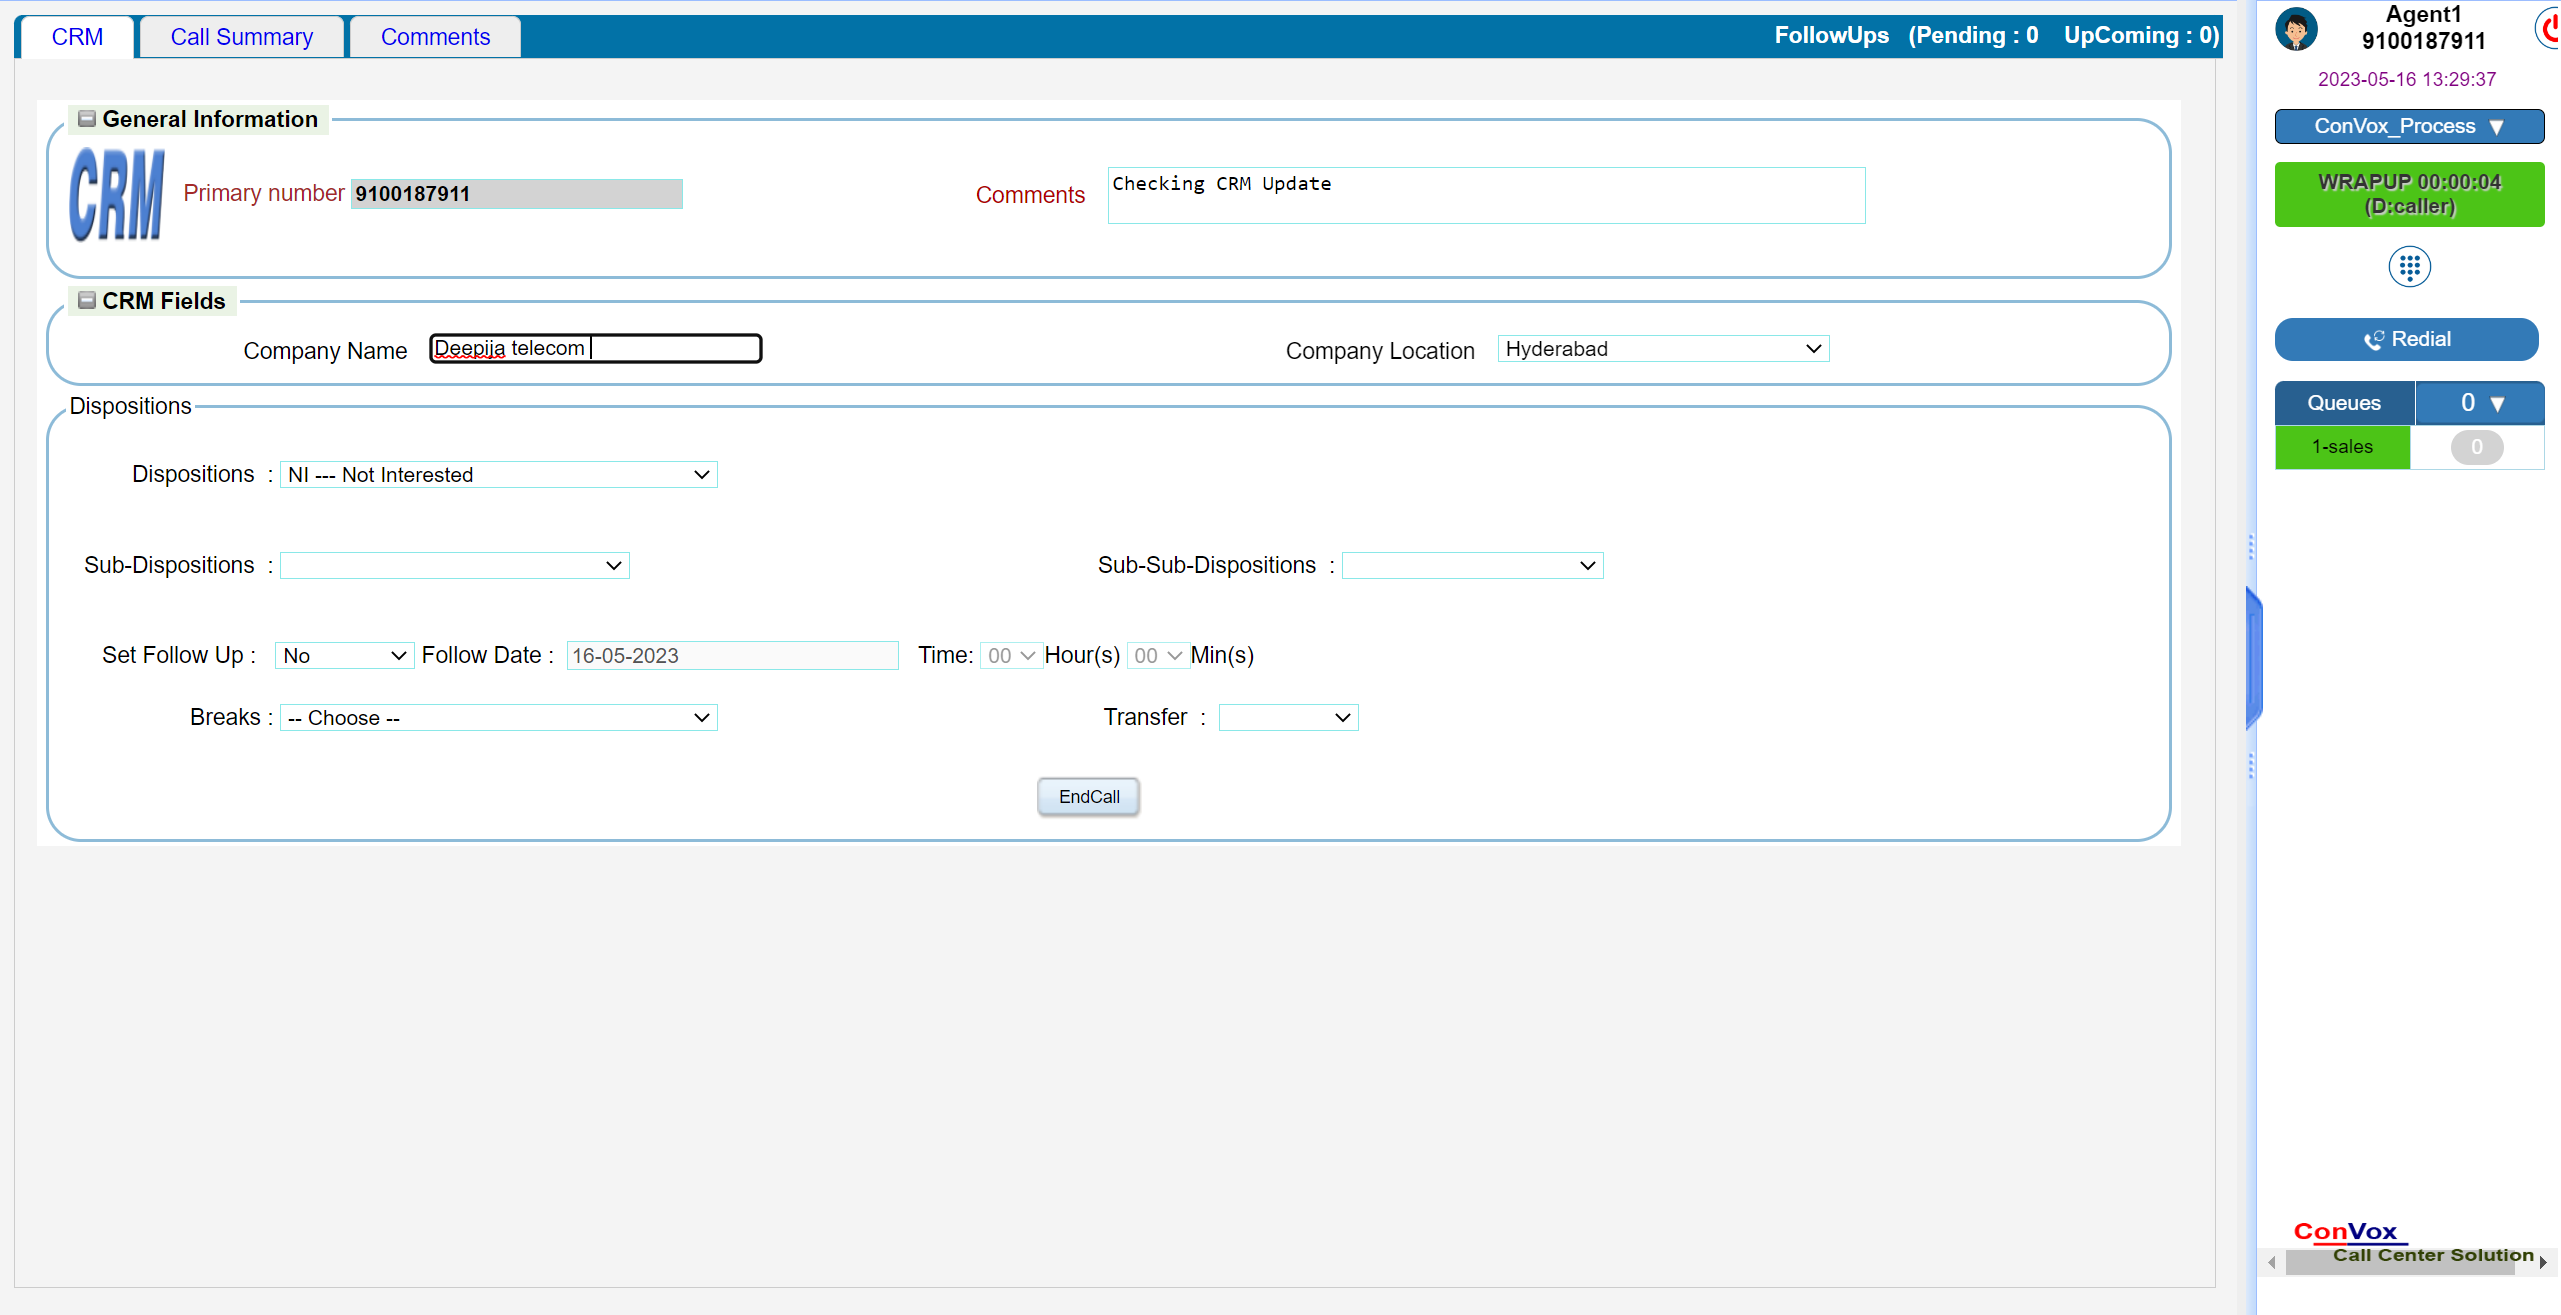 CRM Call Summary Comments FollowUps (Pending : 0 UpComing : 0)
General Information
CRM Primary number 9100187911 Comments Checking CRM Update
CRM Fields
Company Name Deepija telecom Company Location Hyderabad
Dispositions
Dispositions : NI --- Not Interested
Sub-Dispositions : Sub-Sub-Dispositions :
Set Follow Up : No Follow Date : 16-05-2023 Time: 00 Hour(s) 00 Min(s)
Breaks : -- Choose -- Transfer :
EndCall
Agent1
9100187911
2023-05-16 13:29:37
ConVox_Process ▼
WRAPUP 00:00:04
(D:caller)
Redial
Queues 0 ▼
1-sales 0
ConVox
Call Center Solution